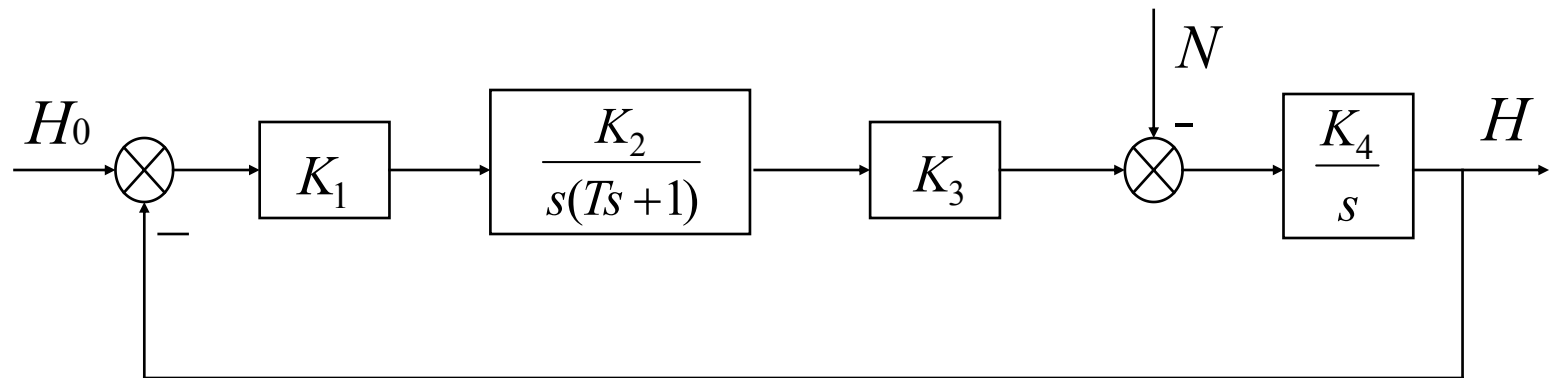 H₀
K₁
K₂
s(Ts+1)
K₃
N
-
K₄
s
H
—